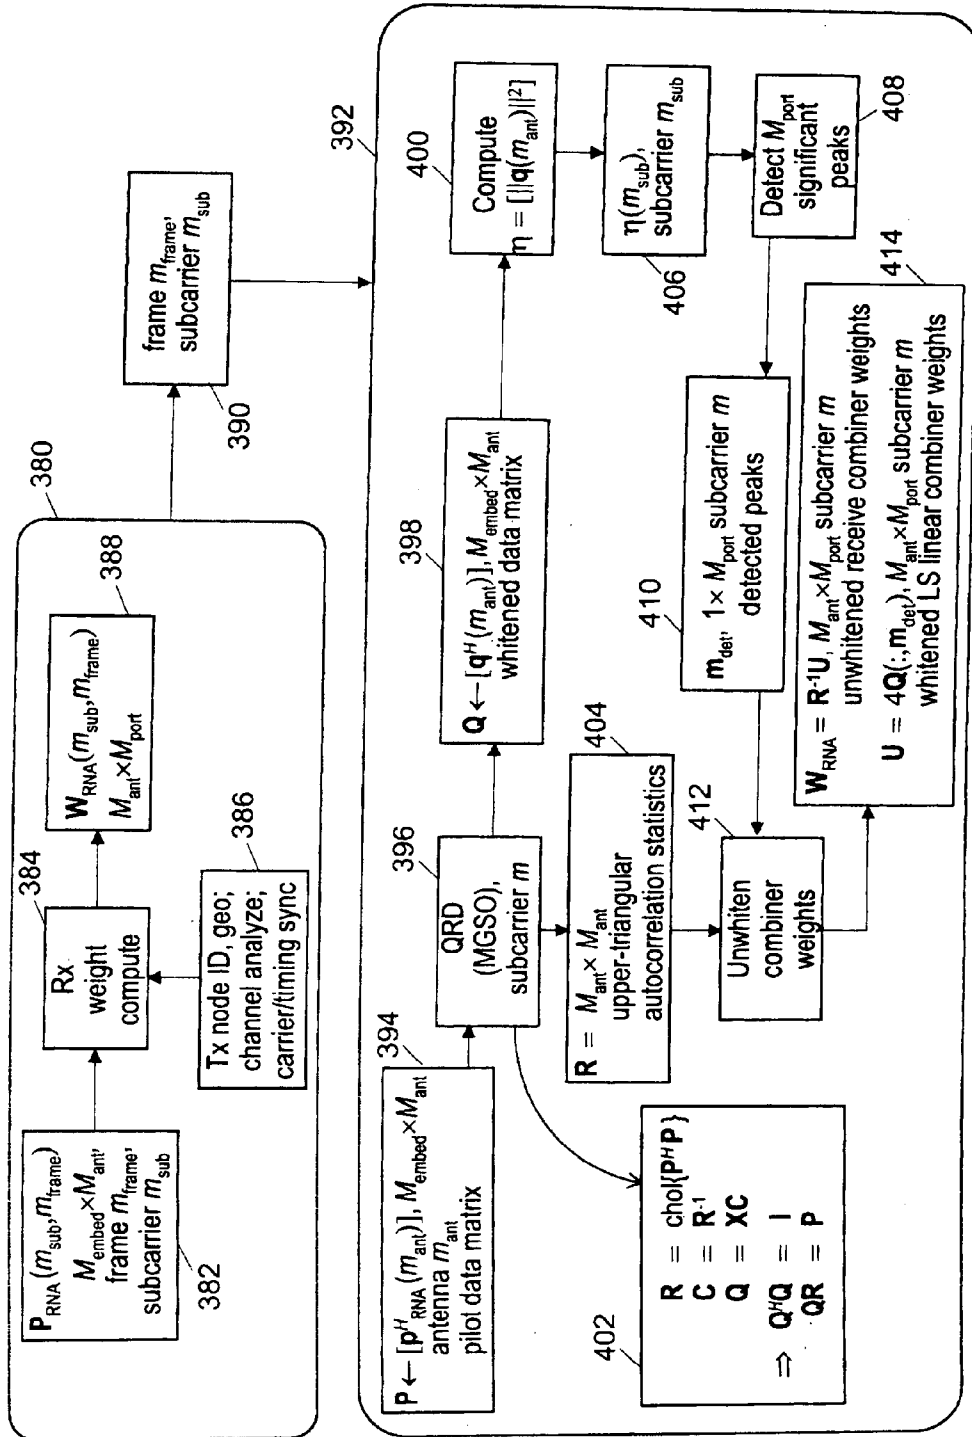 380
P_RNA(m_sub,m_frame)
M_embed×M_ant,
frame m_frame,
subcarrier m_sub
382
384
Rx
weight
compute
W_RNA(m_sub,m_frame)
M_ant×M_port
388
Tx node ID, geo;
channel analyze;
carrier/timing sync
386
frame m_frame,
subcarrier m_sub
390
392
P ← [p^H_RNA(m_ant)], M_embed×M_ant
antenna m_ant
pilot data matrix
394
QRD
(MGSO),
subcarrier m
396
Q ← [q^H(m_ant)], M_embed×M_ant
whitened data matrix
398
400
Compute
η = [||q(m_ant)||²]
402
R = chol{P^H P}
C = R^-1
Q = XC
⇒ Q^H Q = I
QR = P
R = M_ant × M_ant
upper-triangular
autocorrelation statistics
404
η(m_sub),
subcarrier m_sub
406
Detect M_port
significant
peaks
408
410
m_det, 1× M_port subcarrier m
detected peaks
412
Unwhiten
combiner
weights
414
W_RNA = R^-1U, M_ant×M_port subcarrier m
unwhitened receive combiner weights
U = 4Q(:,m_det), M_ant×M_port subcarrier m
whitened LS linear combiner weights